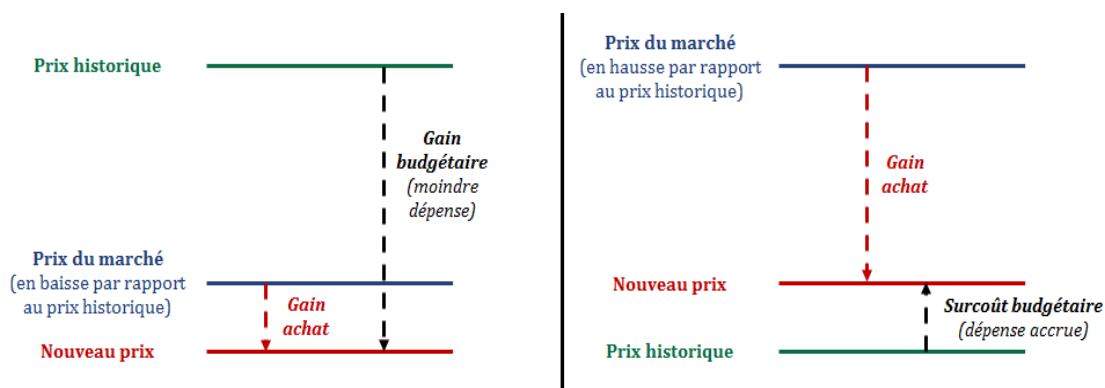 Prix historique
Gain
budgétaire
(moindre
dépense)
Prix du marché
(en baisse par rapport
au prix historique)
Gain
achat
Nouveau prix
Prix du marché
(en hausse par rapport
au prix historique)
Gain
achat
Nouveau prix
Surcoût budgétaire
(dépense accrue)
Prix historique